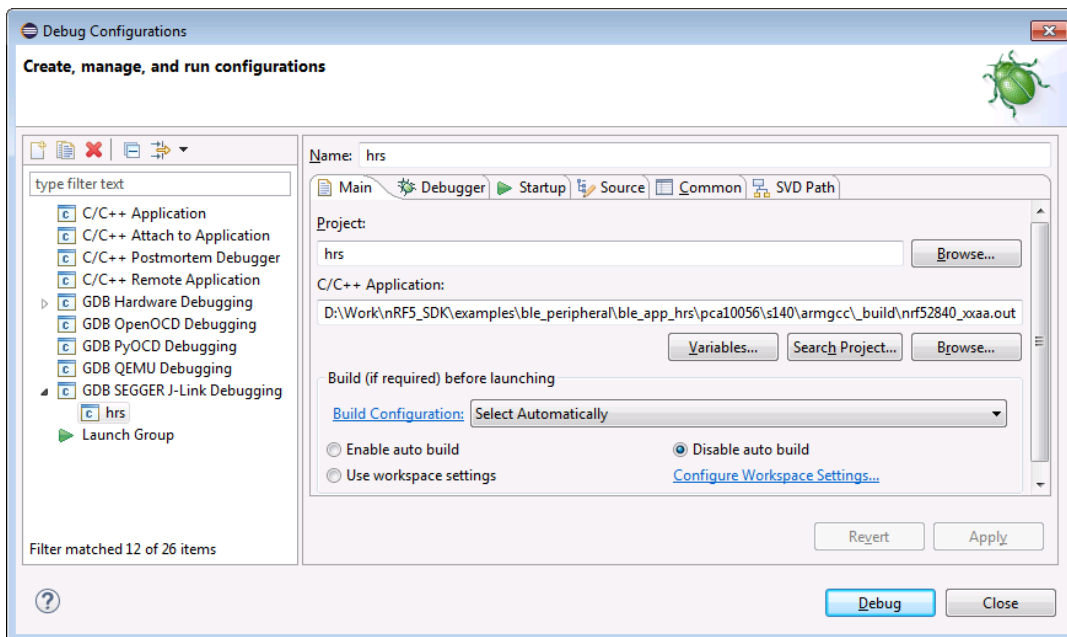 Debug Configurations
Create, manage, and run configurations
type filter text
C/C++ Application
C/C++ Attach to Application
C/C++ Postmortem Debugger
C/C++ Remote Application
GDB Hardware Debugging
GDB OpenOCD Debugging
GDB PyOCD Debugging
GDB QEMU Debugging
GDB SEGGER J-Link Debugging
hrs
Launch Group
Filter matched 12 of 26 items
Name: hrs
Main Debugger Startup Source Common SVD Path
Project:
hrs Browse...
C/C++ Application:
D:\Work\nRF5_SDK\examples\ble_peripheral\ble_app_hrs\pca10056\s140\armgcc\_build\nrf52840_xxaa.out
Variables... Search Project... Browse...
Build (if required) before launching
Build Configuration: Select Automatically
Enable auto build Disable auto build
Use workspace settings Configure Workspace Settings...
Revert Apply
? Debug Close